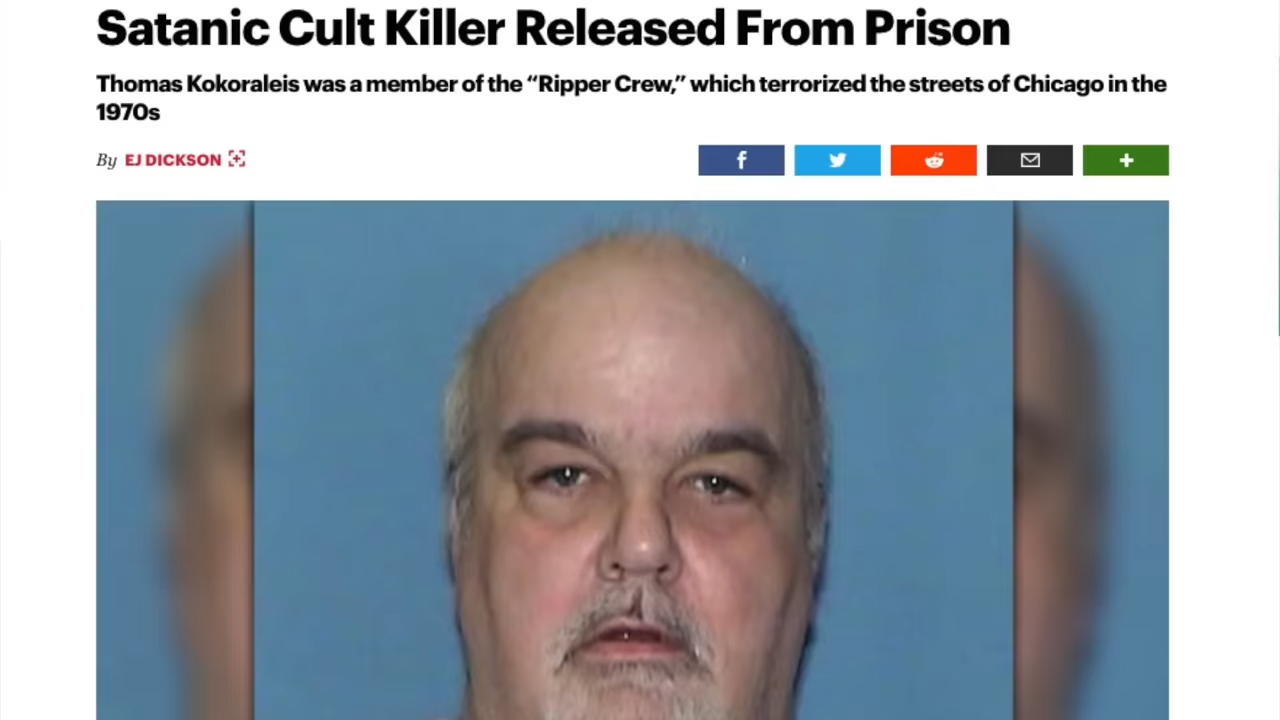 Satanic Cult Killer Released From Prison
Thomas Kokoraleis was a member of the “Ripper Crew,” which terrorized the streets of Chicago in the
1970s
By EJ DICKSON